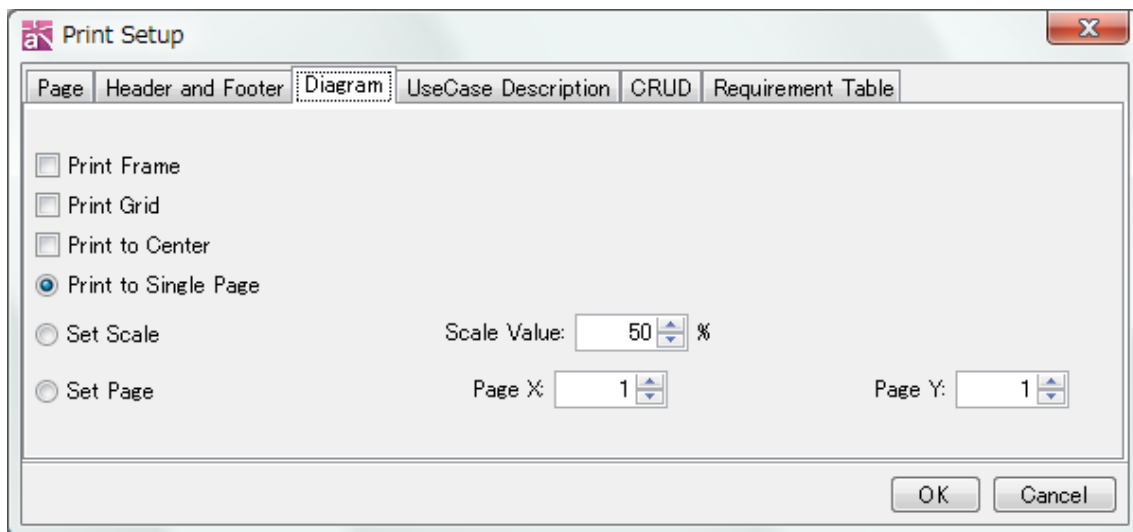 Print Setup
Page Header and Footer Diagram UseCase Description CRUD Requirement Table
Print Frame
Print Grid
Print to Center
Print to Single Page
Set Scale Scale Value: 50 %
Set Page Page X: 1 Page Y: 1
OK Cancel